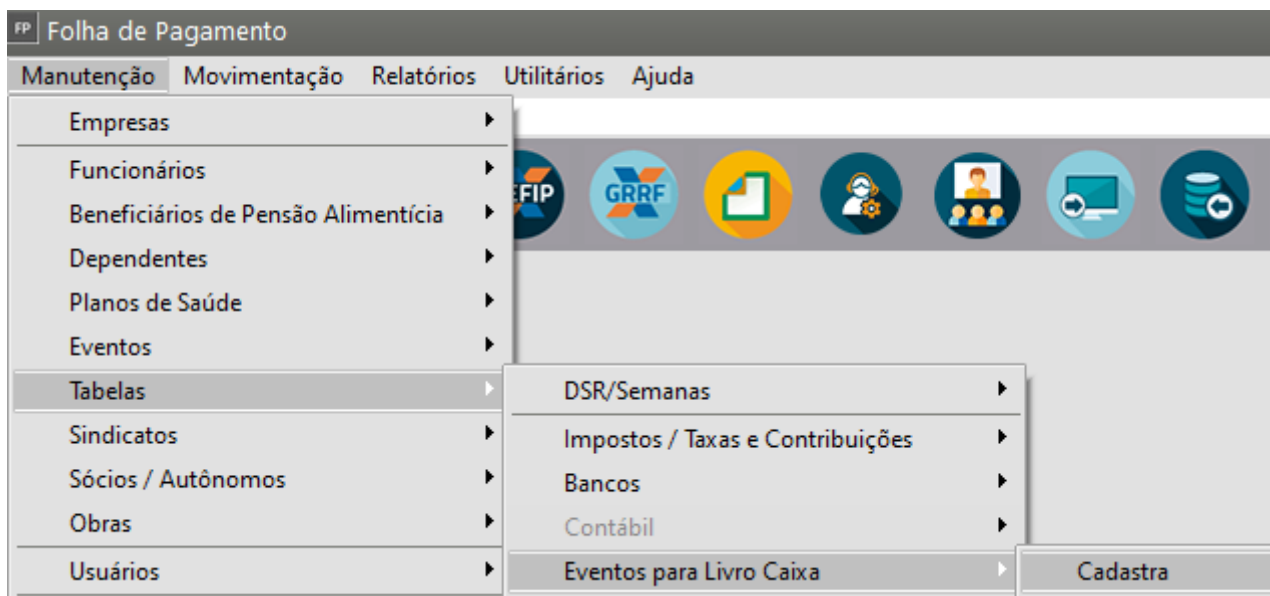 FP Folha de Pagamento
Manutenção Movimentação Relatórios Utilitários Ajuda
Empresas
Funcionários
Beneficiários de Pensão Alimentícia
Dependentes
Planos de Saúde
Eventos
Tabelas
Sindicatos
Sócios / Autônomos
Obras
Usuários
EFIP
GRRF
DSR/Semanas
Impostos / Taxas e Contribuições
Bancos
Contábil
Eventos para Livro Caixa
Cadastra